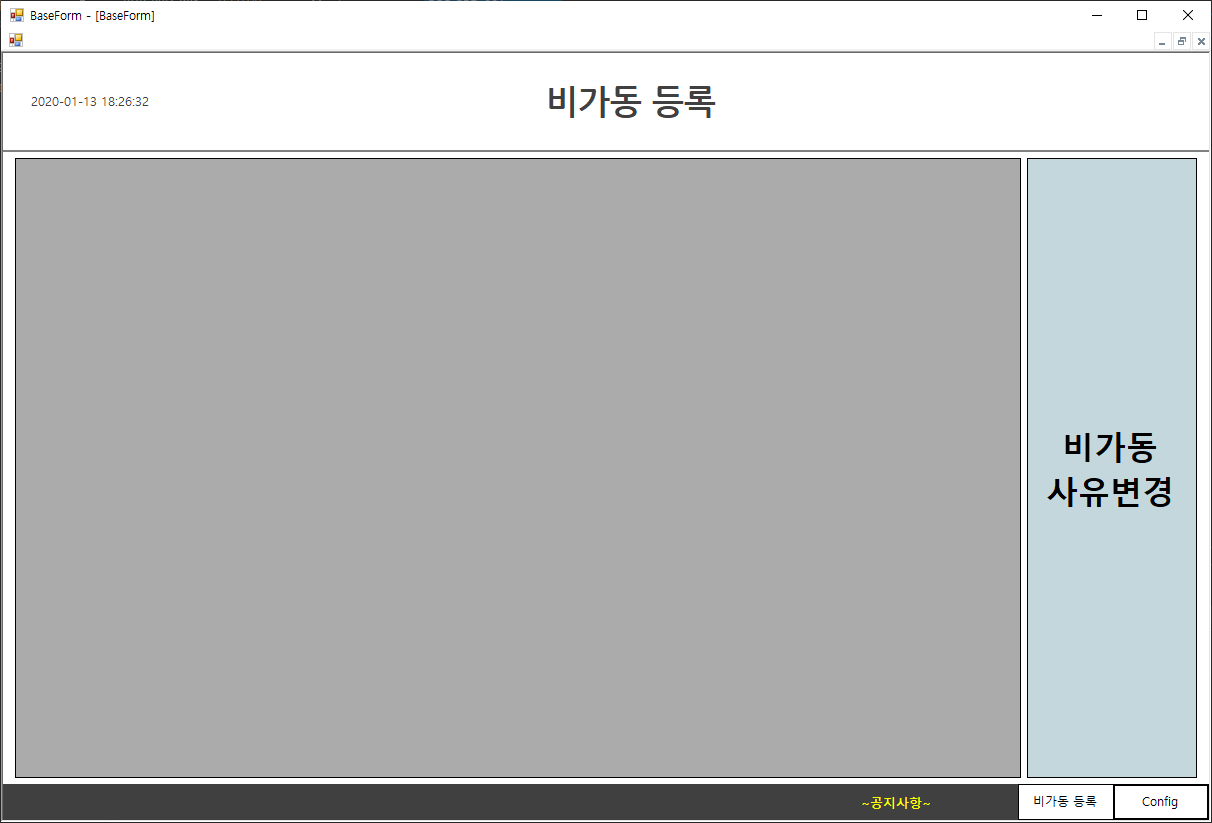 BaseForm - [BaseForm]
2020-01-13 18:26:32
비가동 등록
비가동
사유변경
~공지사항~
비가동 등록
Config